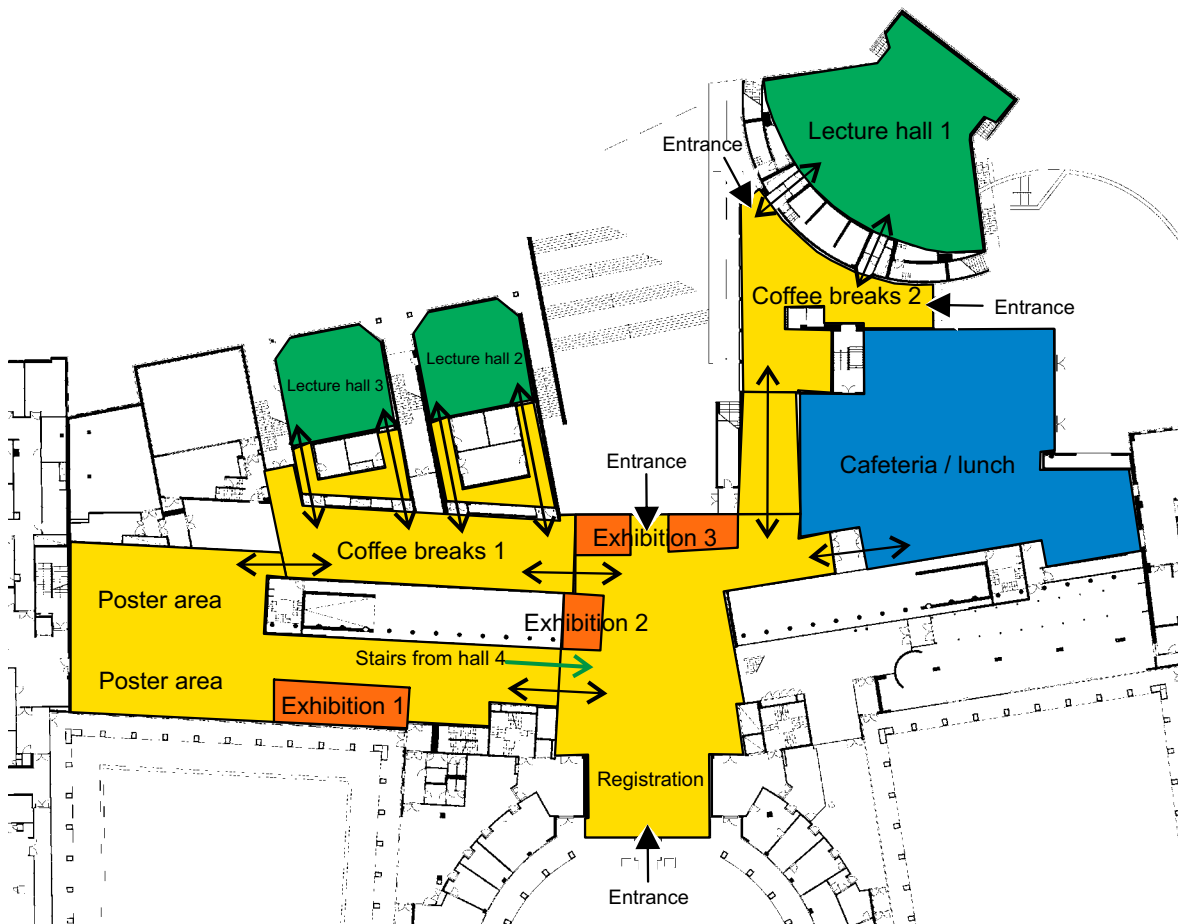 Lecture hall 1
Entrance
Coffee breaks 2
Entrance
Lecture hall 2
Lecture hall 3
Entrance
Cafeteria / lunch
Exhibition 3
Coffee breaks 1
Poster area
Exhibition 2
Stairs from hall 4
Poster area
Exhibition 1
Registration
Entrance